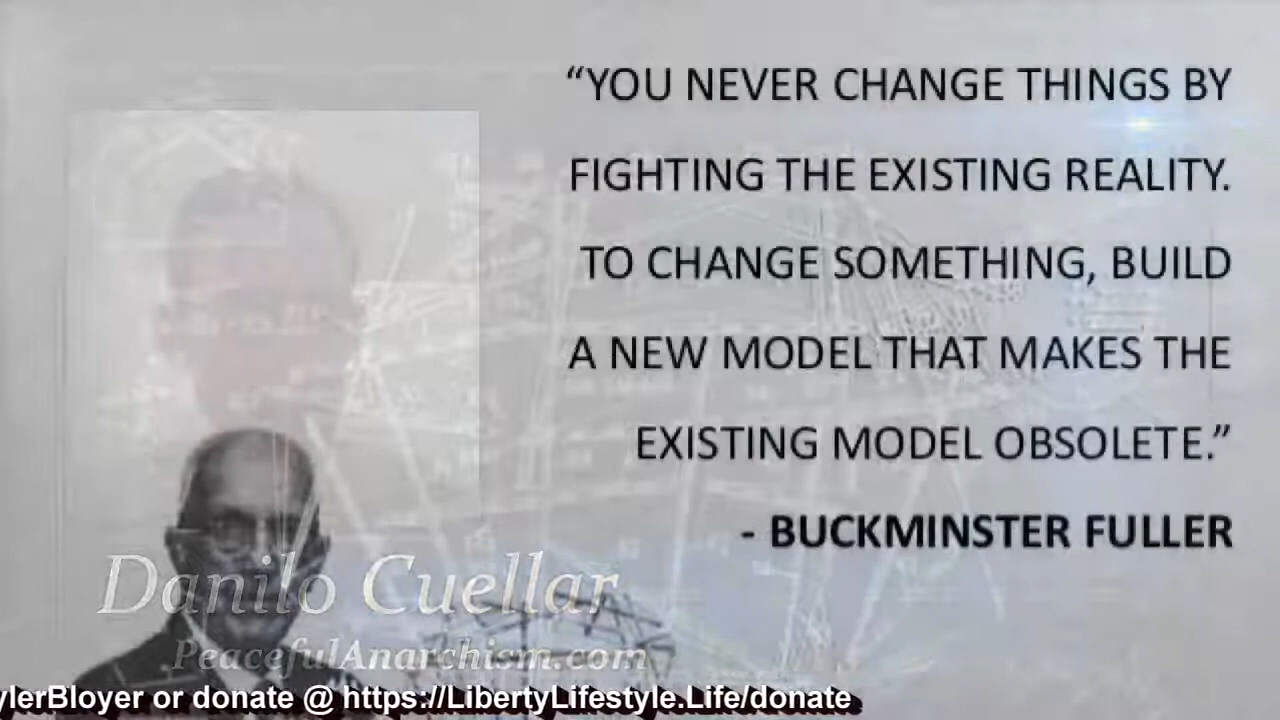 “YOU NEVER CHANGE THINGS BY
FIGHTING THE EXISTING REALITY.
TO CHANGE SOMETHING, BUILD
A NEW MODEL THAT MAKES THE
EXISTING MODEL OBSOLETE.”
- BUCKMINSTER FULLER
Danilo Cuellar
PeacefulAnarchism.com
ylerBloyer or donate @ https://LibertyLifestyle.Life/donate